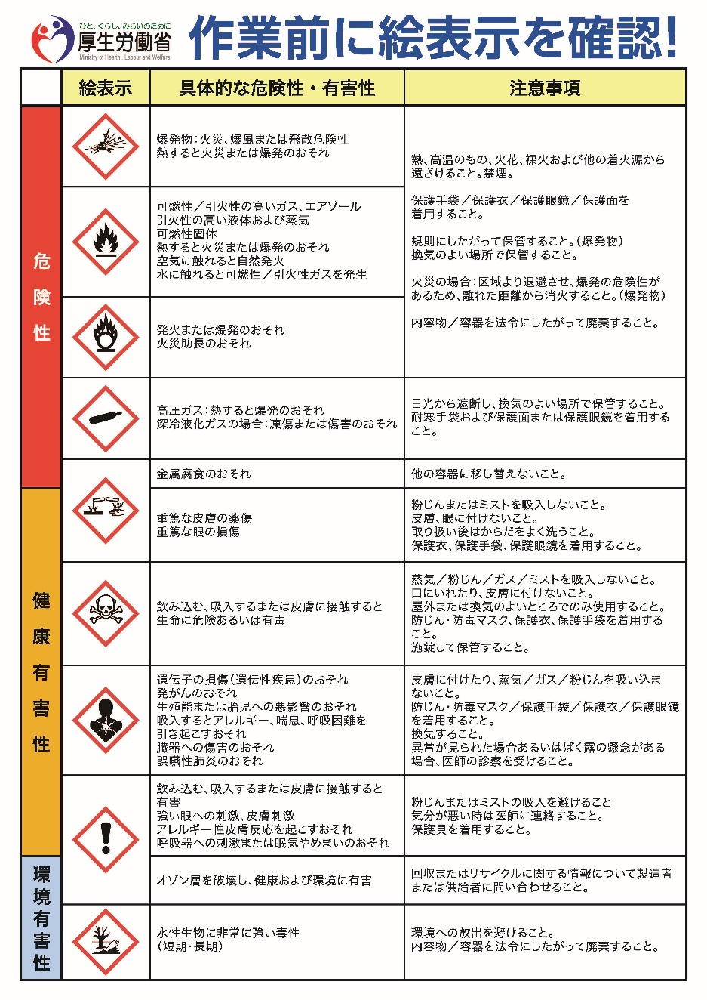 ひと、くらし、みらいのために
厚生労働省
Ministry of Health, Labour and Welfare
作業前に絵表示を確認!
絵表示
具体的な危険性・有害性
注意事項
危険性
爆発物：火災、爆風または飛散危険性
熱すると火災または爆発のおそれ
熱、高温のもの、火花、裸火および他の着火源から
遠ざけること。禁煙。
保護手袋／保護衣／保護眼鏡／保護面を
着用すること。
規則にしたがって保管すること。（爆発物）
換気のよい場所で保管すること。
火災の場合：区域より退避させ、爆発の危険性が
あるため、離れた距離から消火すること。（爆発物）
内容物／容器を法令にしたがって廃棄すること。
可燃性／引火性の高いガス、エアゾール
引火性の高い液体および蒸気
可燃性固体
熱すると火災または爆発のおそれ
空気に触れると自然発火
水に触れると可燃性／引火性ガスを発生
発火または爆発のおそれ
火災助長のおそれ
高圧ガス：熱すると爆発のおそれ
深冷液化ガスの場合：凍傷または傷害のおそれ
日光から遮断し、換気のよい場所で保管すること。
耐寒手袋および保護面または保護眼鏡を着用する
こと。
金属腐食のおそれ
他の容器に移し替えないこと。
健康有害性
重篤な皮膚の薬傷
重篤な眼の損傷
粉じんまたはミストを吸入しないこと。
皮膚、眼に付けないこと。
取り扱い後はからだをよく洗うこと。
保護衣、保護手袋、保護眼鏡を着用すること。
飲み込む、吸入するまたは皮膚に接触すると
生命に危険あるいは有毒
蒸気／粉じん／ガス／ミストを吸入しないこと。
口にいれたり、皮膚に付けないこと。
屋外または換気のよいところでのみ使用すること。
防じん・防毒マスク、保護衣、保護手袋を着用する
こと。
施錠して保管すること。
遺伝子の損傷（遺伝性疾患）のおそれ
発がんのおそれ
生殖能または胎児への悪影響のおそれ
吸入するとアレルギー、喘息、呼吸困難を
引き起こすおそれ
臓器への傷害のおそれ
誤嚥性肺炎のおそれ
皮膚に付けたり、蒸気／ガス／粉じんを吸い込ま
ないこと。
防じん・防毒マスク／保護手袋／保護衣／保護眼鏡
を着用すること。
換気すること。
異常が見られた場合あるいはばく露の懸念がある
場合、医師の診察を受けること。
飲み込む、吸入するまたは皮膚に接触すると
有害
強い眼への刺激、皮膚刺激
アレルギー性皮膚反応を起こすおそれ
呼吸器への刺激または眠気やめまいのおそれ
粉じんまたはミストの吸入を避けること
気分が悪い時は医師に連絡すること。
保護具を着用すること。
環境有害性
オゾン層を破壊し、健康および環境に有害
回収またはリサイクルに関する情報について製造者
または供給者に問い合わせること。
水性生物に非常に強い毒性
（短期・長期）
環境への放出を避けること。
内容物／容器を法令にしたがって廃棄すること。